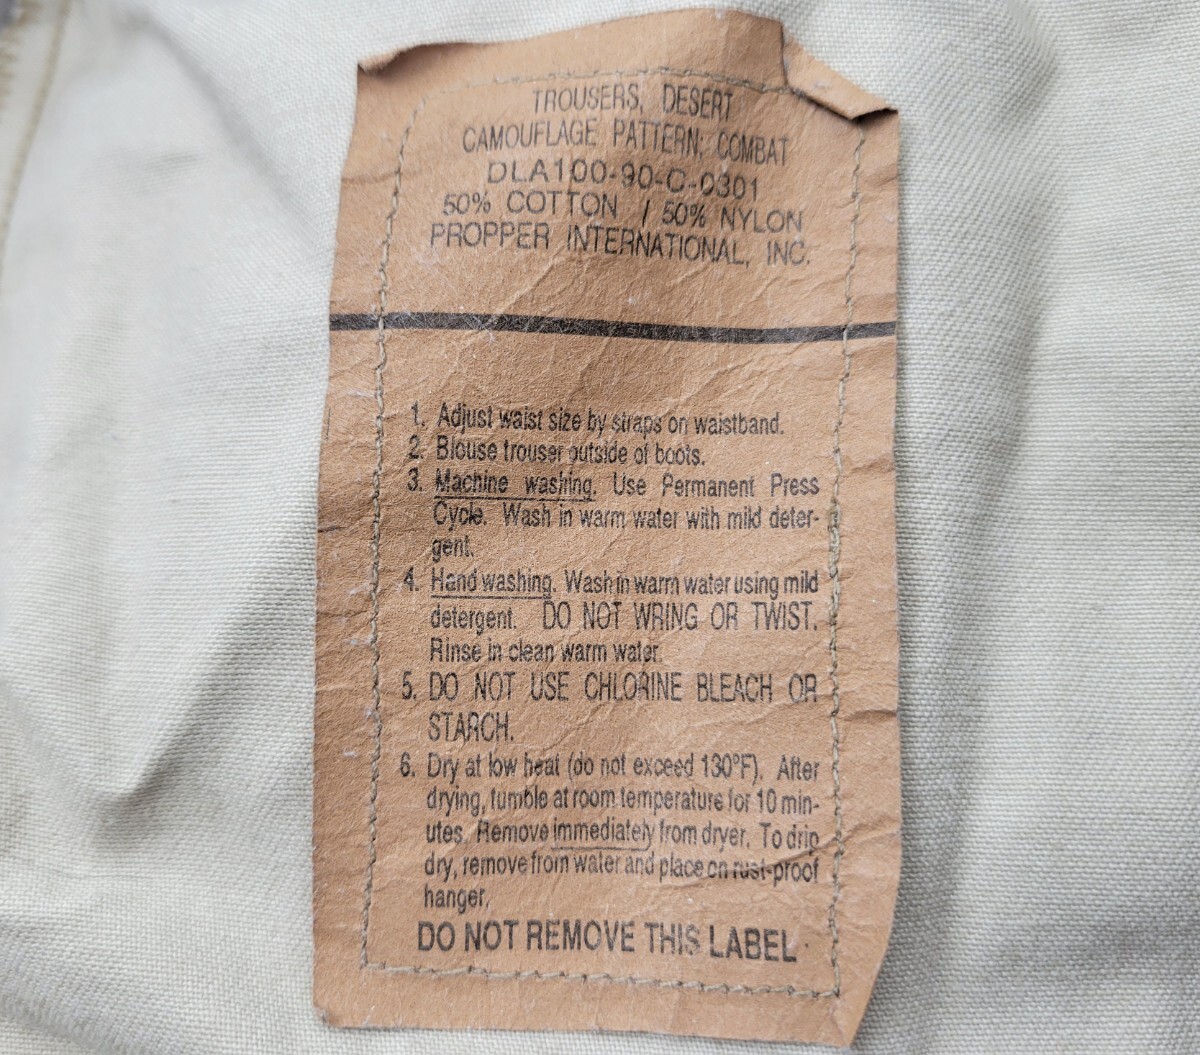 TROUSERS, DESERT
CAMOUFLAGE PATTERN; COMBAT
DLA100-90-C-0301
50% COTTON / 50% NYLON
PROPPER INTERNATIONAL, INC.
1. Adjust waist size by straps on waistband.
2. Blouse trouser outside of boots.
3. Machine washing. Use Permanent Press
Cycle. Wash in warm water with mild deter-
gent.
4. Hand washing. Wash in warm water using mild
detergent. DO NOT WRING OR TWIST.
Rinse in clean warm water.
5. DO NOT USE CHLORINE BLEACH OR
STARCH.
6. Dry at low heat (do not exceed 130°F). After
drying, tumble at room temperature for 10 min-
utes. Remove immediately from dryer. To drip
dry, remove from water and place on rust-proof
hanger.
DO NOT REMOVE THIS LABEL